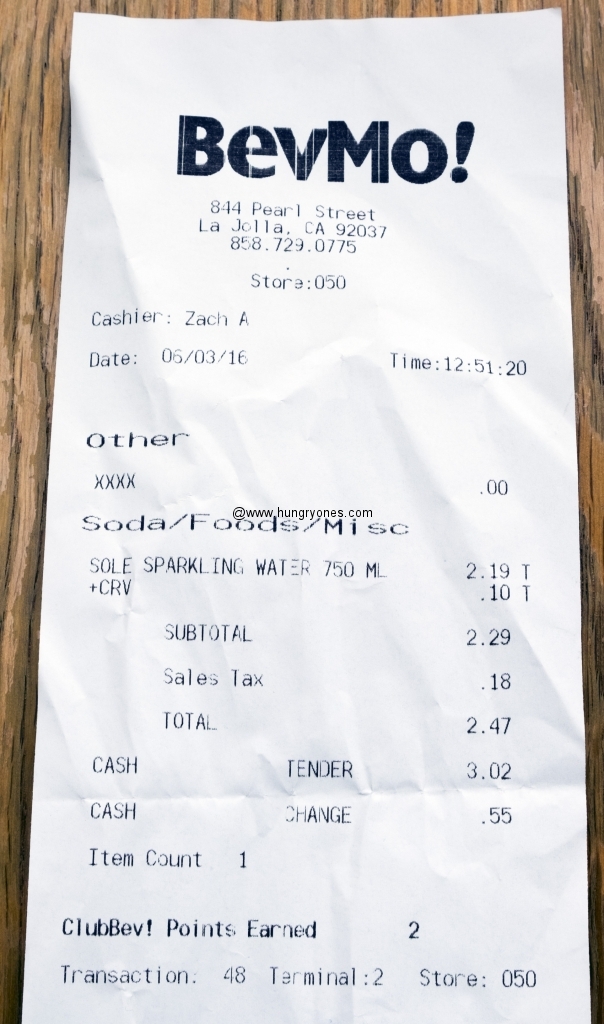 BevMo!
844 Pearl Street
La Jolla, CA 92037
858.729.0775
Store:050
Cashier: Zach A
Date: 06/03/16 Time:12:51:20
Other
XXXX .00
@www.hungryones.com
Soda/Foods/Misc
SOLE SPARKLING WATER 750 ML 2.19 T
+CRV .10 T
SUBTOTAL 2.29
Sales Tax .18
TOTAL 2.47
CASH TENDER 3.02
CASH CHANGE .55
Item Count 1
ClubBev! Points Earned 2
Transaction: 48 Terminal:2 Store: 050